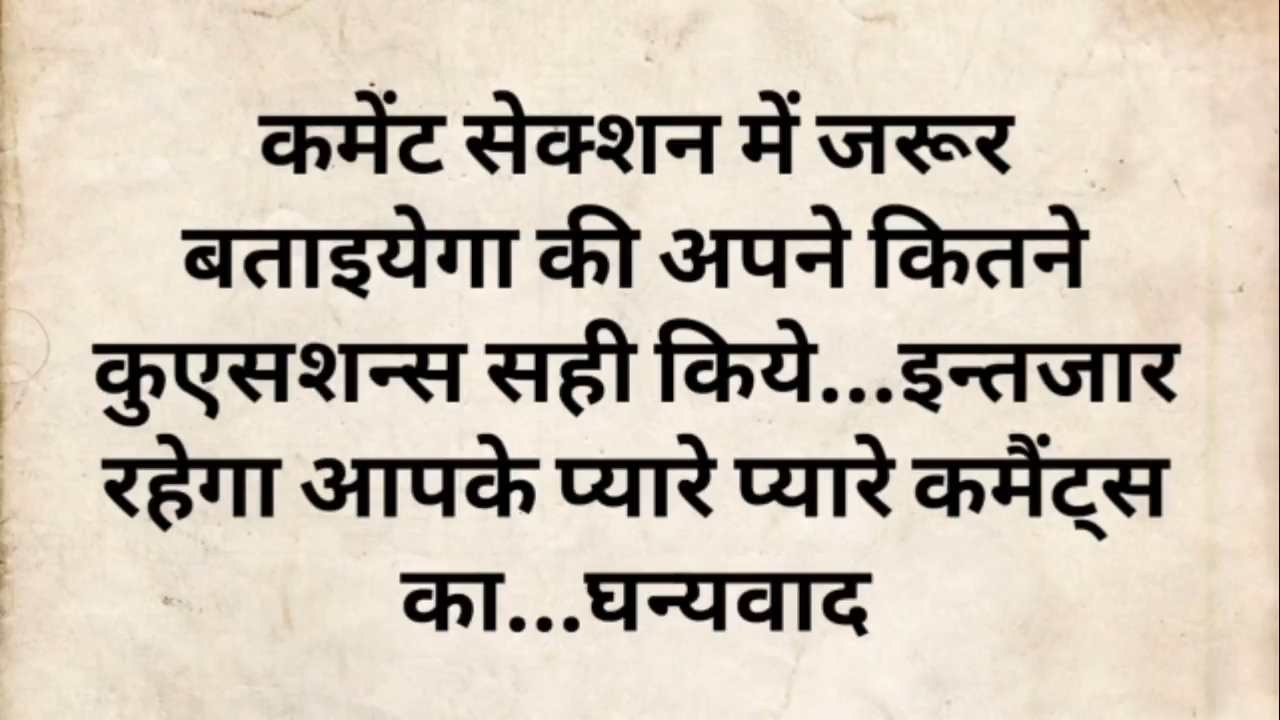 कमेंट सेक्शन में जरूर
बताइयेगा की अपने कितने
कुएसशन्स सही किये...इन्तजार
रहेगा आपके प्यारे प्यारे कमैंट्स
का...घन्यवाद